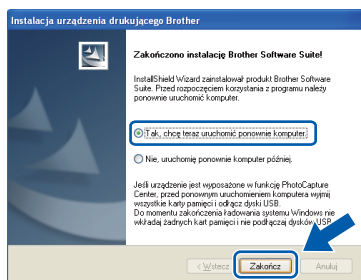 Instalacja urządzenia drukującego Brother
Zakończono instalację Brother Software Suite!
InstallShield Wizard zainstalował produkt Brother Software
Suite. Przed rozpoczęciem korzystania z programu należy
ponownie uruchomić komputer.
Tak, chcę teraz uruchomić ponownie komputer.
Nie, uruchomię ponownie komputer później.
Jeśli urządzenie jest wyposażone w funkcję PhotoCapture
Center, przed ponownym uruchomieniem komputera wyjmij
wszystkie karty pamięci i odłącz dyski USB.
Do momentu zakończenia ładowania systemu Windows nie
wkładaj żadnych kart pamięci i nie podłączaj dysków USB.
< Wstecz Zakończ Anuluj